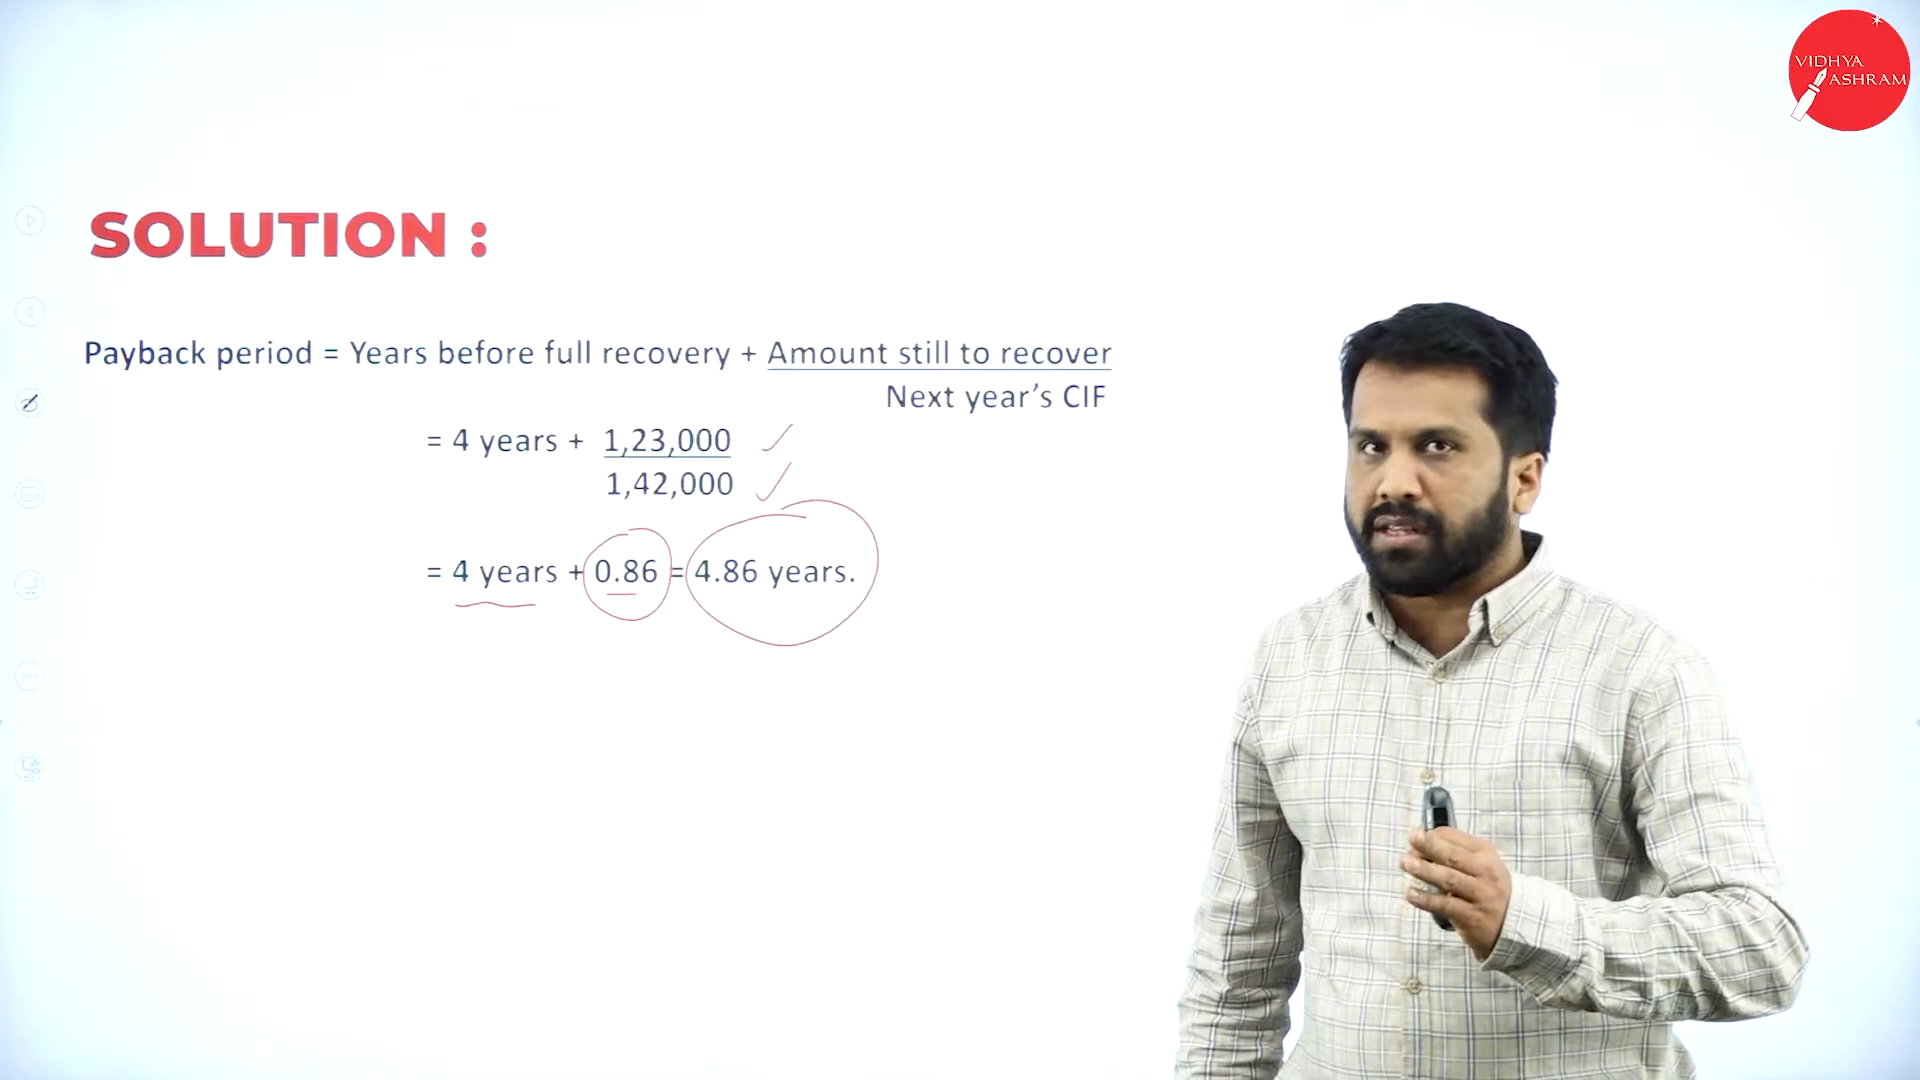 VIDHYA
ASHRAM
SOLUTION :
Payback period = Years before full recovery + Amount still to recover
Next year’s CIF
= 4 years + 1,23,000
1,42,000
= 4 years + 0.86 = 4.86 years.